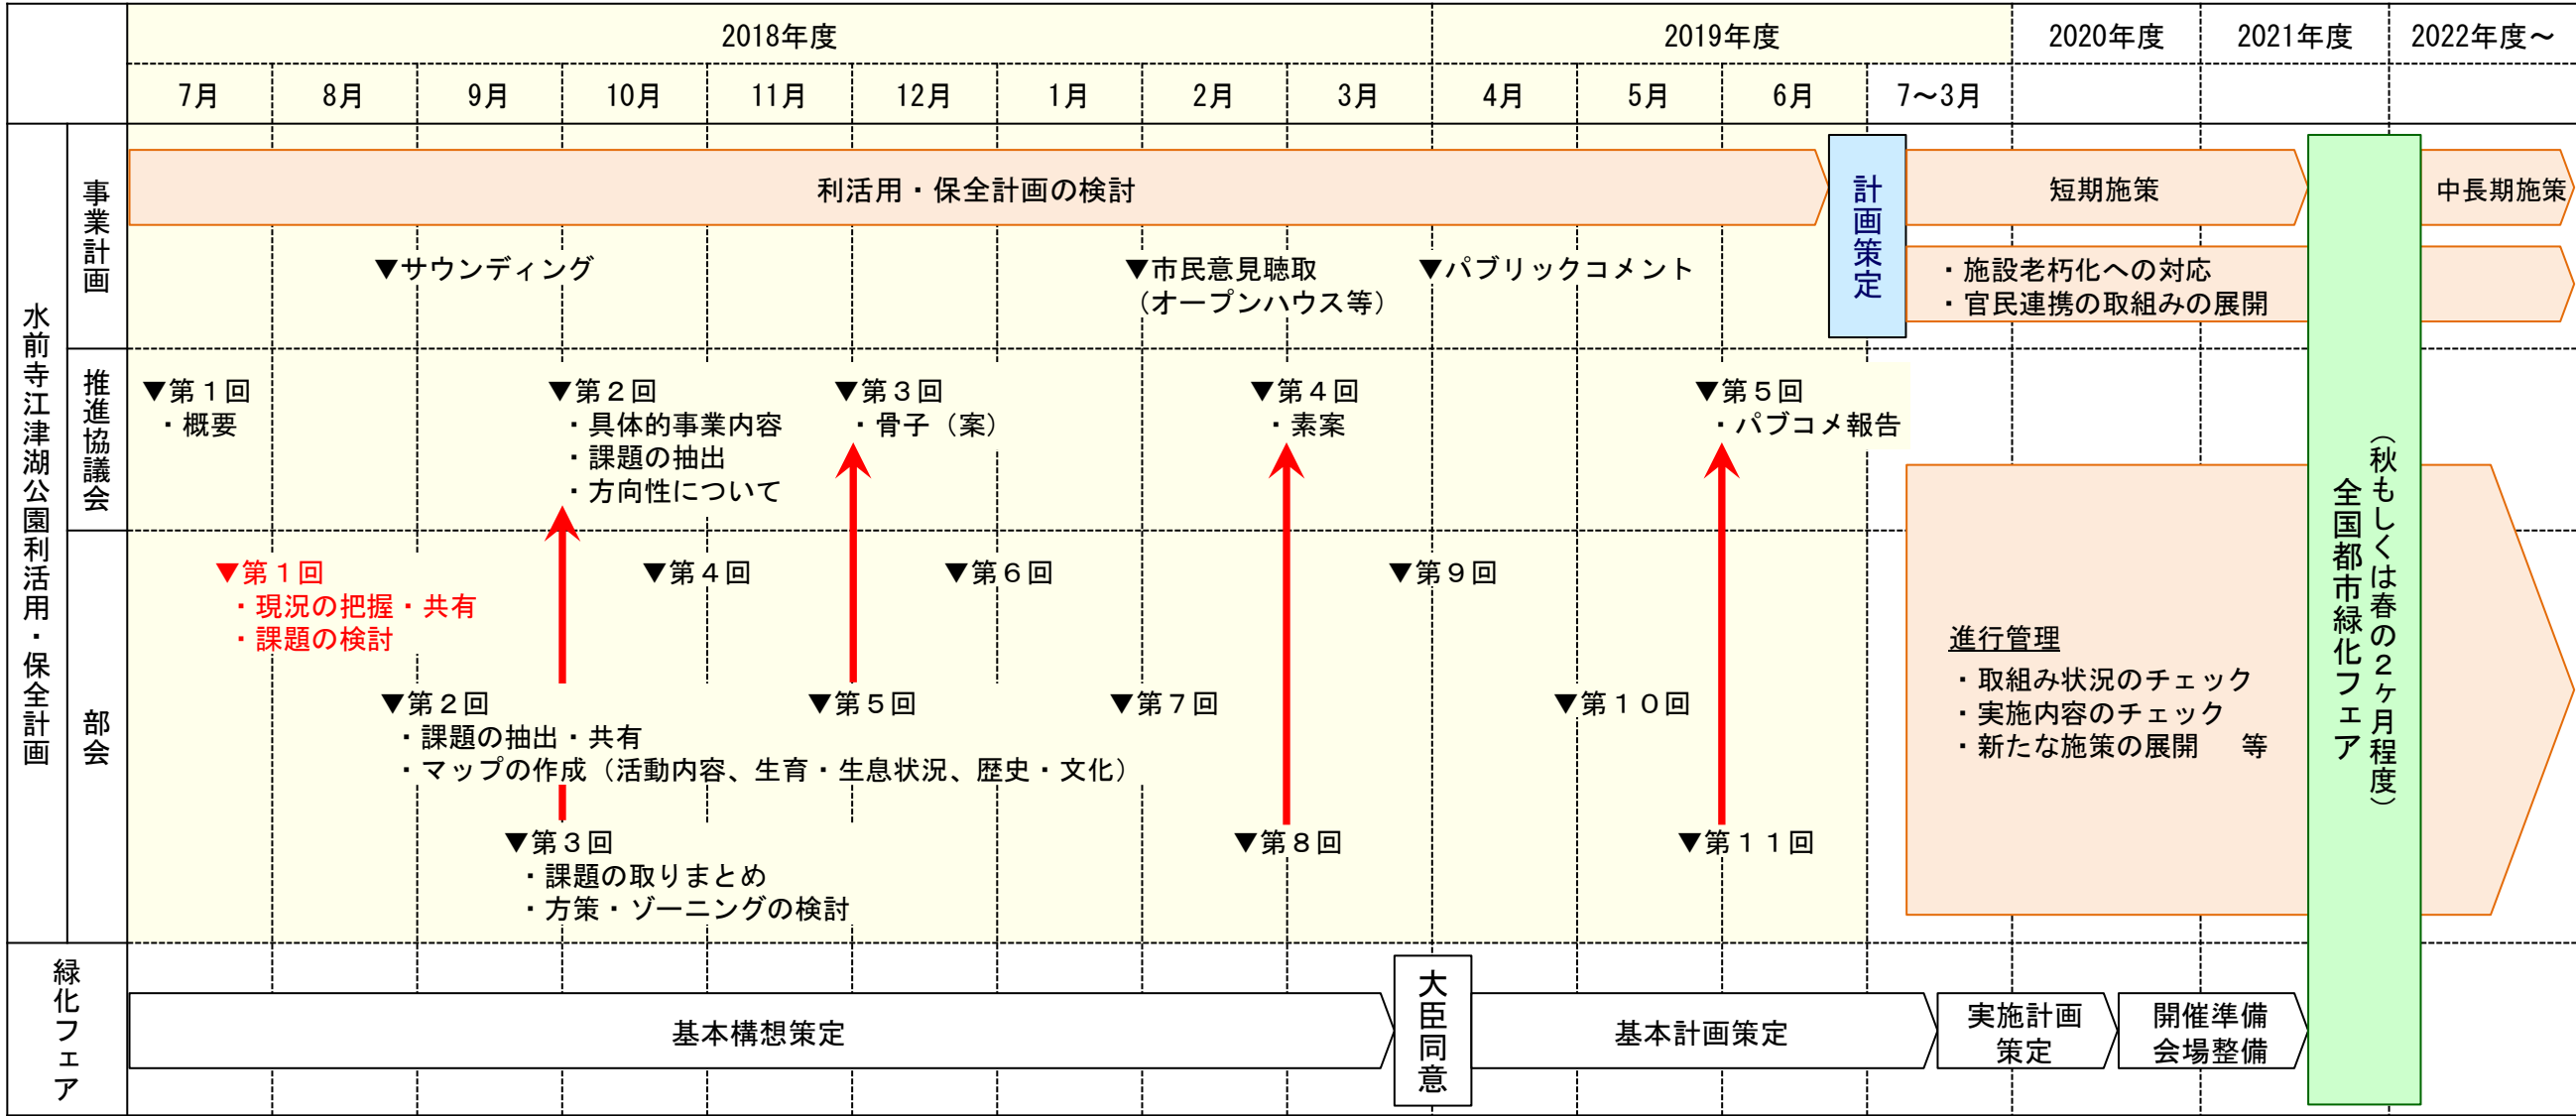 2018年度
2019年度
2020年度
2021年度
2022年度～
7月
8月
9月
10月
11月
12月
1月
2月
3月
4月
5月
6月
7～3月
水前寺江津湖公園利活用・保全計画
事業計画
利活用・保全計画の検討
計画策定
短期施策
中長期施策
▼サウンディング
▼市民意見聴取
（オープンハウス等）
▼パブリックコメント
・施設老朽化への対応
・官民連携の取組みの展開
推進協議会
▼第１回
・概要
▼第２回
・具体的事業内容
・課題の抽出
・方向性について
▼第３回
・骨子（案）
▼第４回
・素案
▼第５回
・パブコメ報告
部会
▼第１回
・現況の把握・共有
・課題の検討
▼第２回
・課題の抽出・共有
・マップの作成（活動内容、生育・生息状況、歴史・文化）
▼第３回
・課題の取りまとめ
・方策・ゾーニングの検討
▼第４回
▼第５回
▼第６回
▼第７回
▼第８回
▼第９回
▼第１０回
▼第１１回
進行管理
・取組み状況のチェック
・実施内容のチェック
・新たな施策の展開　等
全国都市緑化フェア
（秋もしくは春の２ヶ月程度）
緑化フェア
基本構想策定
大臣同意
基本計画策定
実施計画
策定
開催準備
会場整備